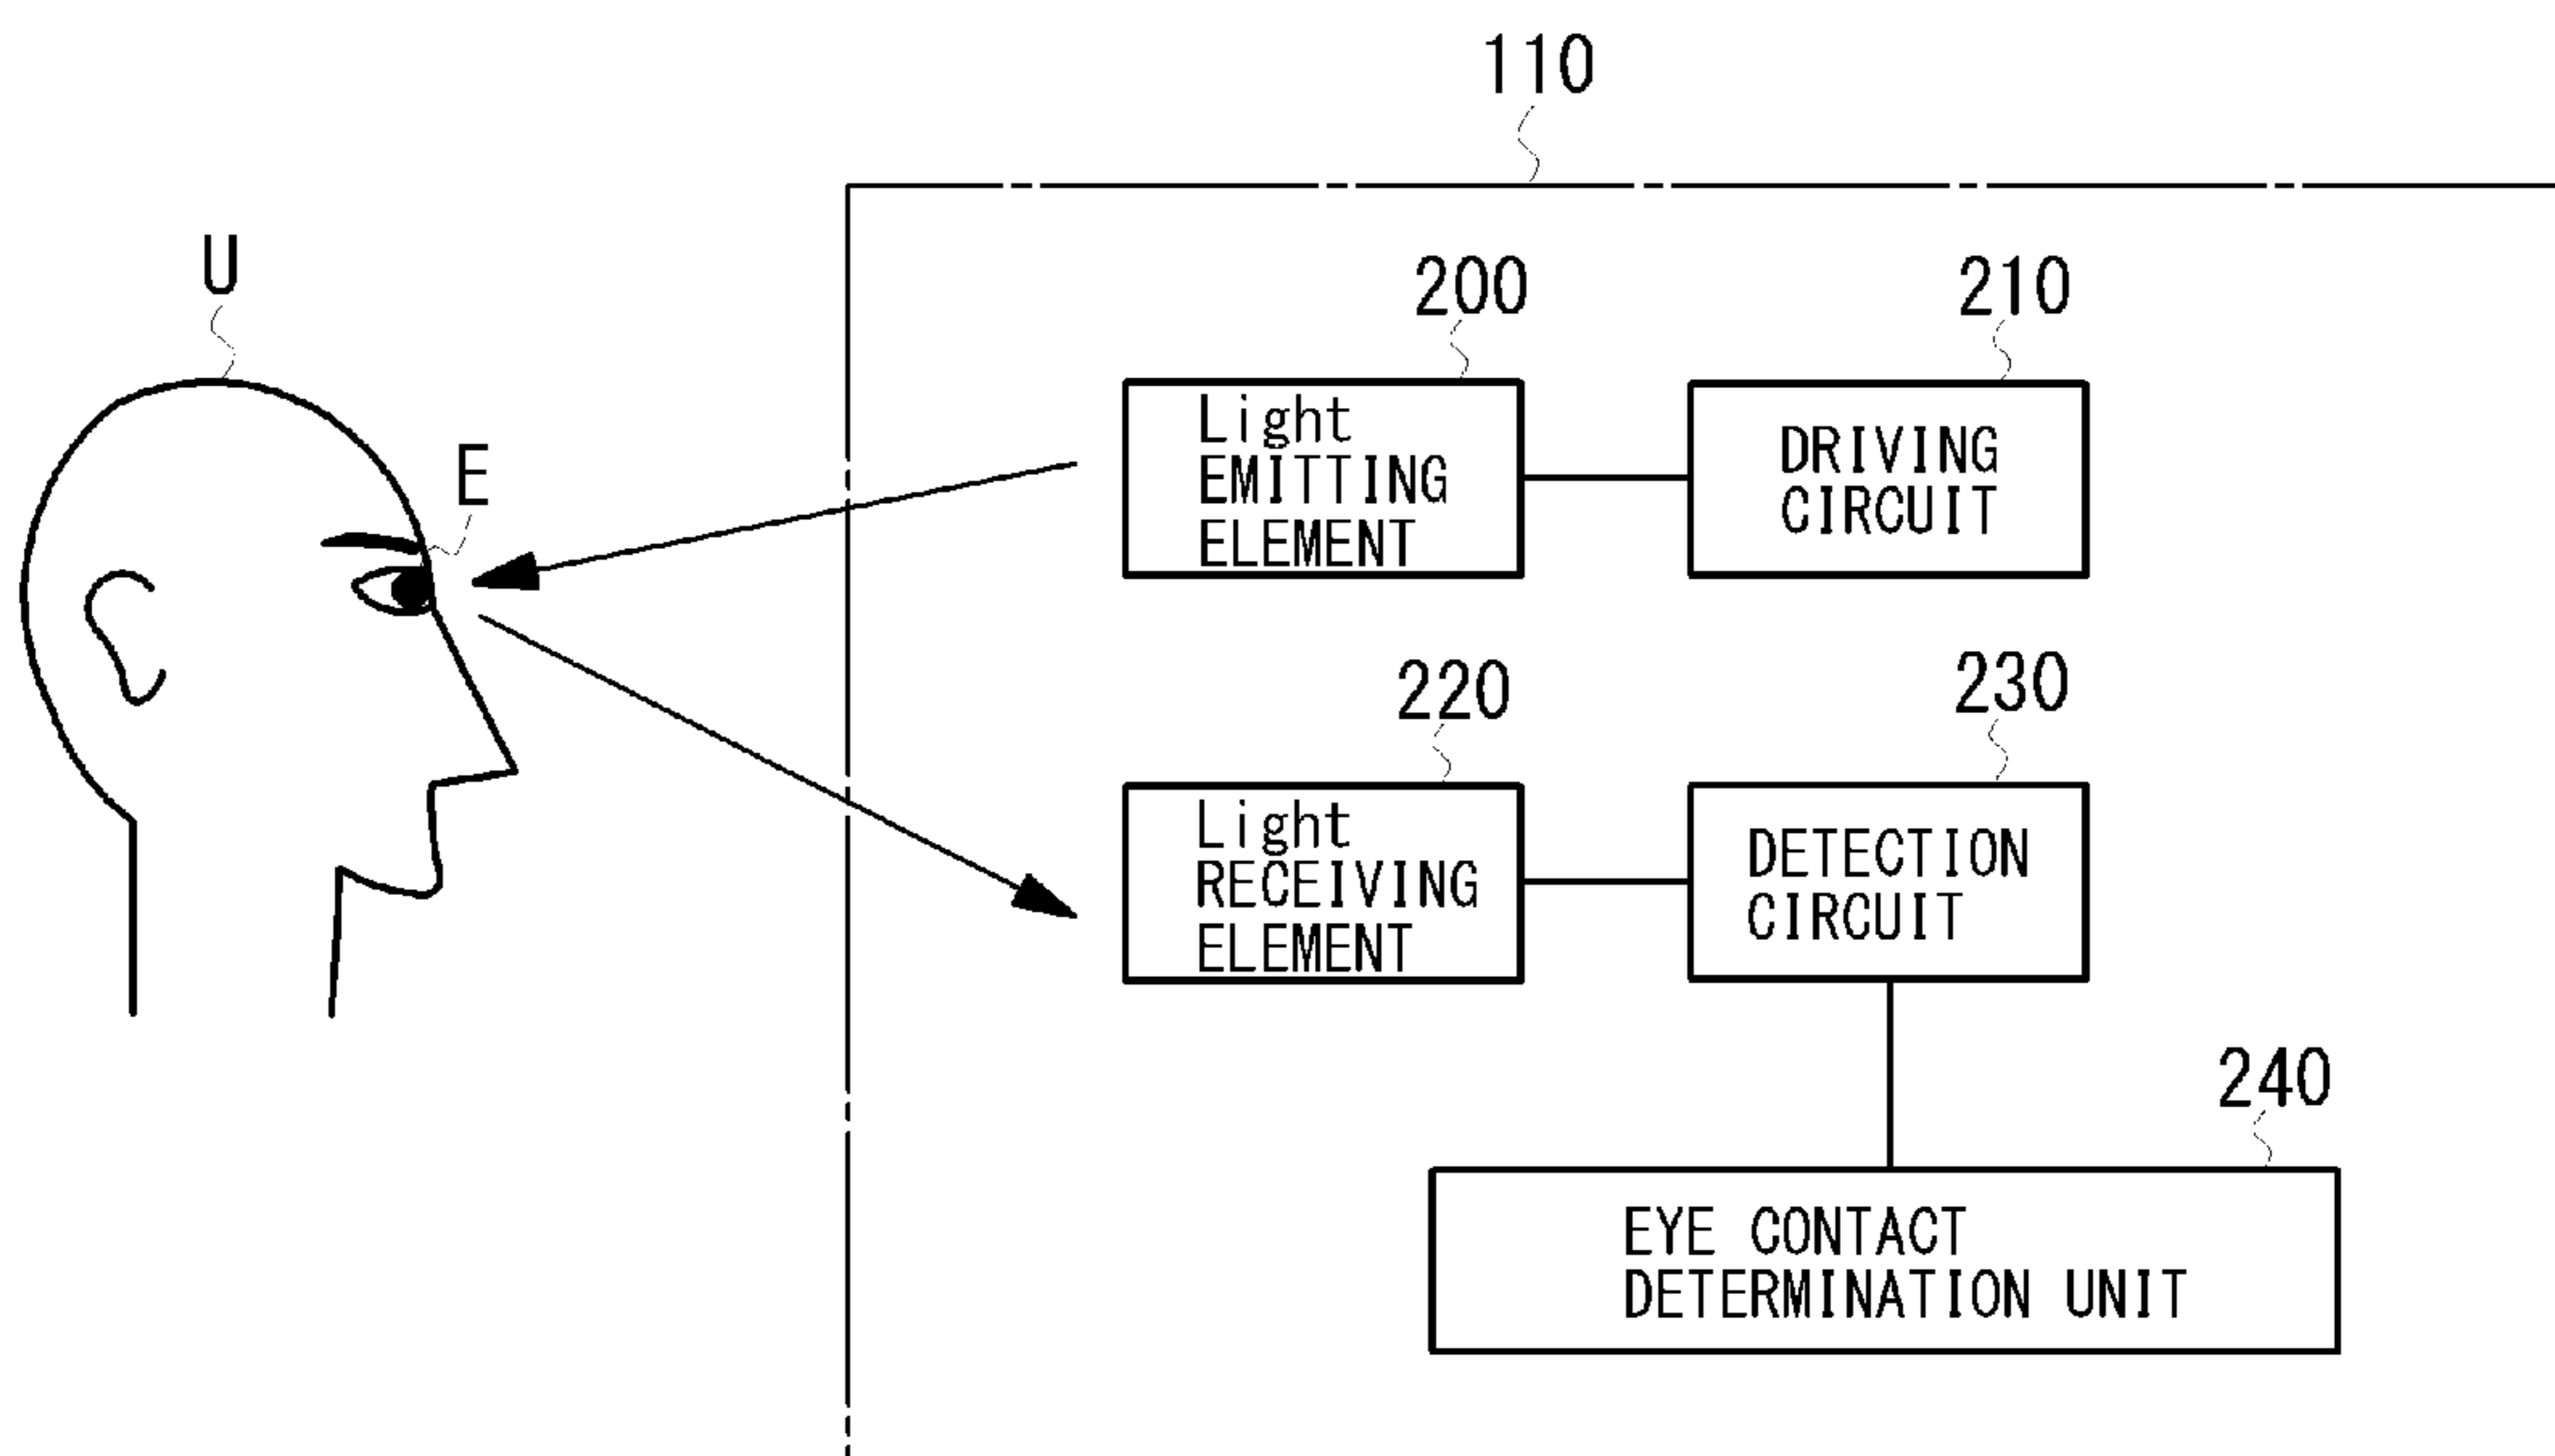 110
U
200
210
Light
EMITTING
ELEMENT
DRIVING
CIRCUIT
E
220
230
Light
RECEIVING
ELEMENT
DETECTION
CIRCUIT
240
EYE CONTACT
DETERMINATION UNIT